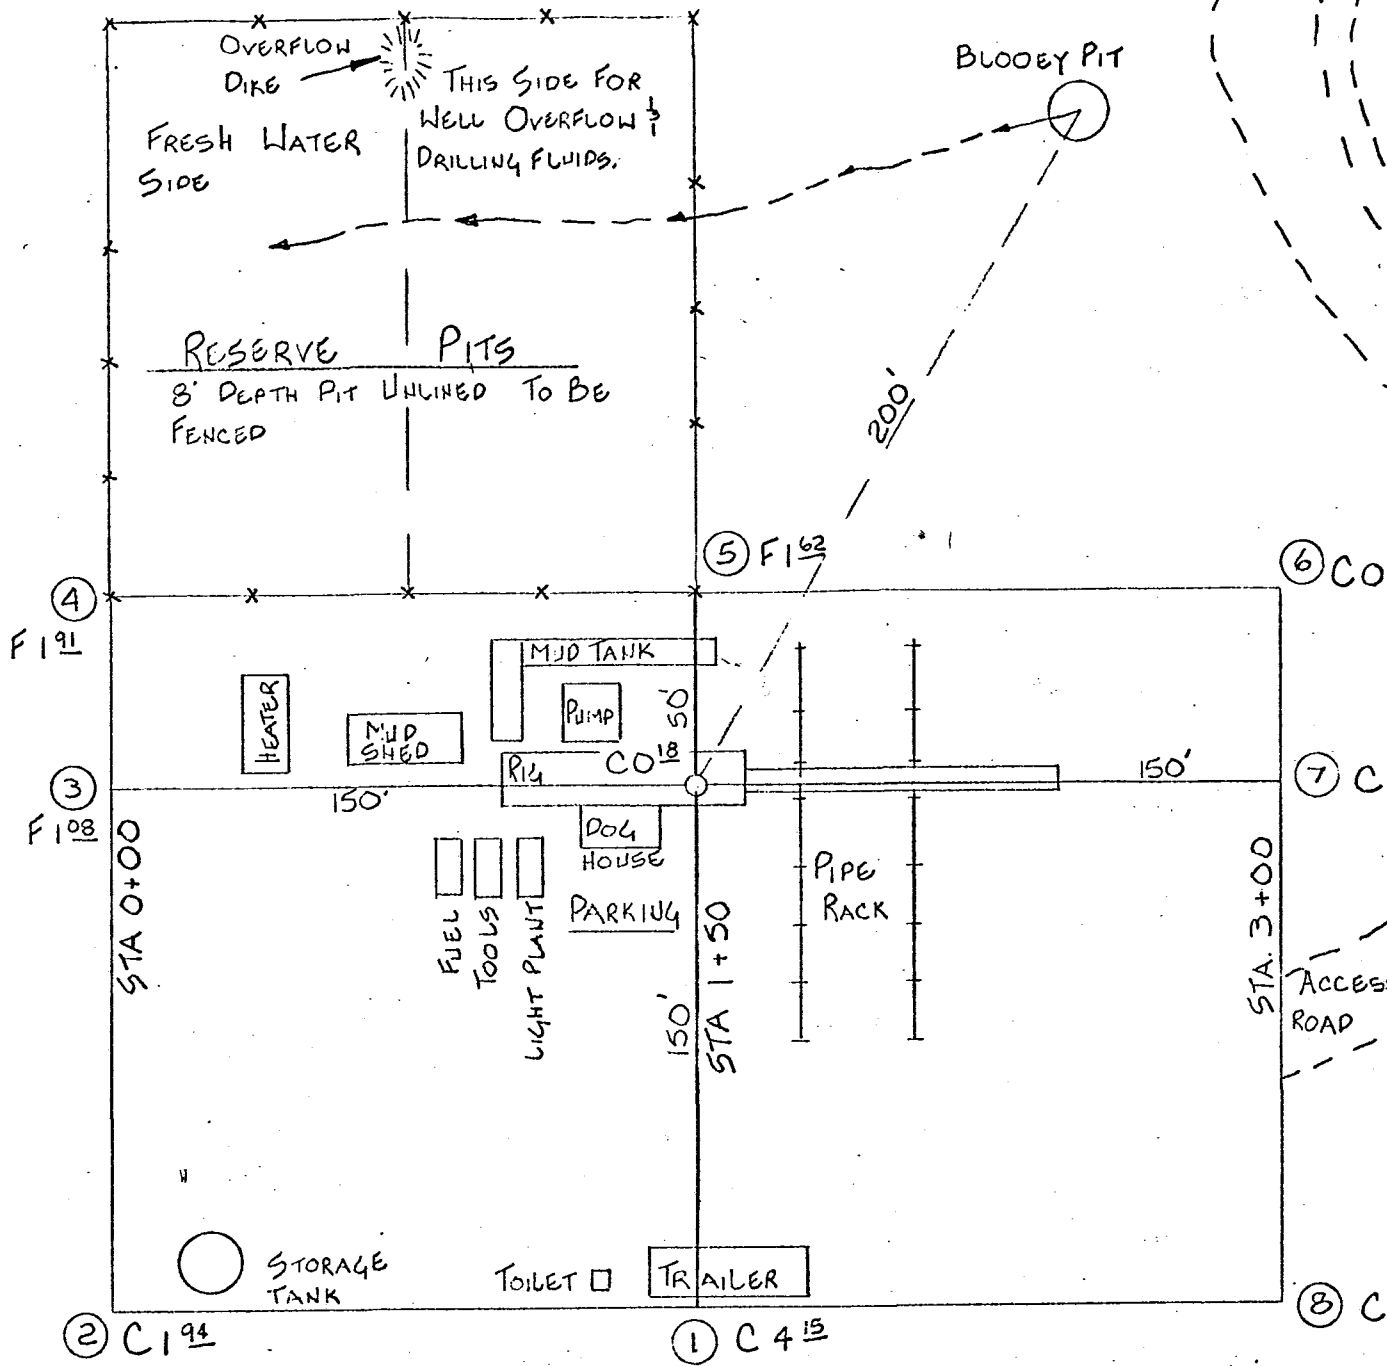 OVERFLOW
DIKE
BLOOEY PIT
THIS SIDE FOR
WELL OVERFLOW &
DRILLING FLUIDS.
FRESH WATER
SIDE
RESERVE PITS
8' DEPTH PIT UNLINED TO BE
FENCED
200'
5 F1 62
6 C0
4
F 1 91
MUD TANK
HEATER
MUD
SHED
PUMP
50'
RIG
C0 18
3
F 1 08
150'
150'
7 C
DOG
HOUSE
PARKING
FUEL
TOOLS
LIGHT PLANT
PIPE
RACK
STA 0+00
150'
STA 1+50
STA. 3+00
ACCESS
ROAD
STORAGE
TANK
TOILET
TRAILER
2 C1 94
1 C 4 15
8 C